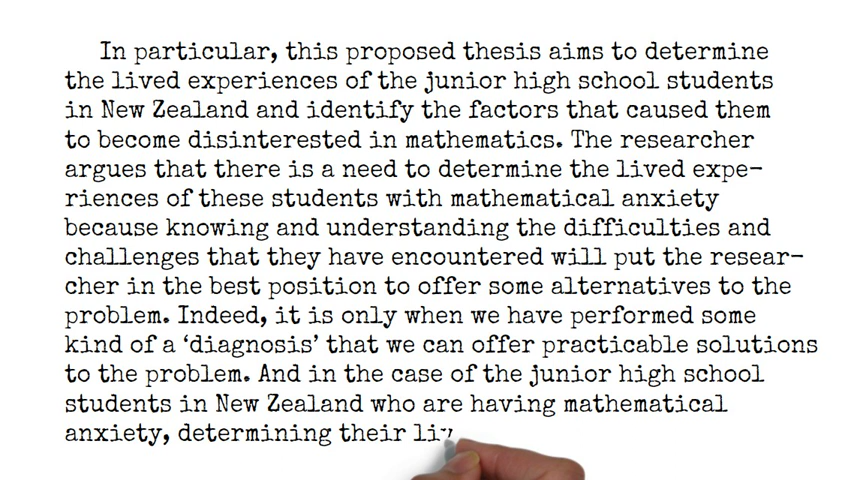 In particular, this proposed thesis aims to determine
the lived experiences of the junior high school students
in New Zealand and identify the factors that caused them
to become disinterested in mathematics. The researcher
argues that there is a need to determine the lived expe-
riences of these students with mathematical anxiety
because knowing and understanding the difficulties and
challenges that they have encountered will put the resear-
cher in the best position to offer some alternatives to the
problem. Indeed, it is only when we have performed some
kind of a ‘diagnosis’ that we can offer practicable solutions
to the problem. And in the case of the junior high school
students in New Zealand who are having mathematical
anxiety, determining their